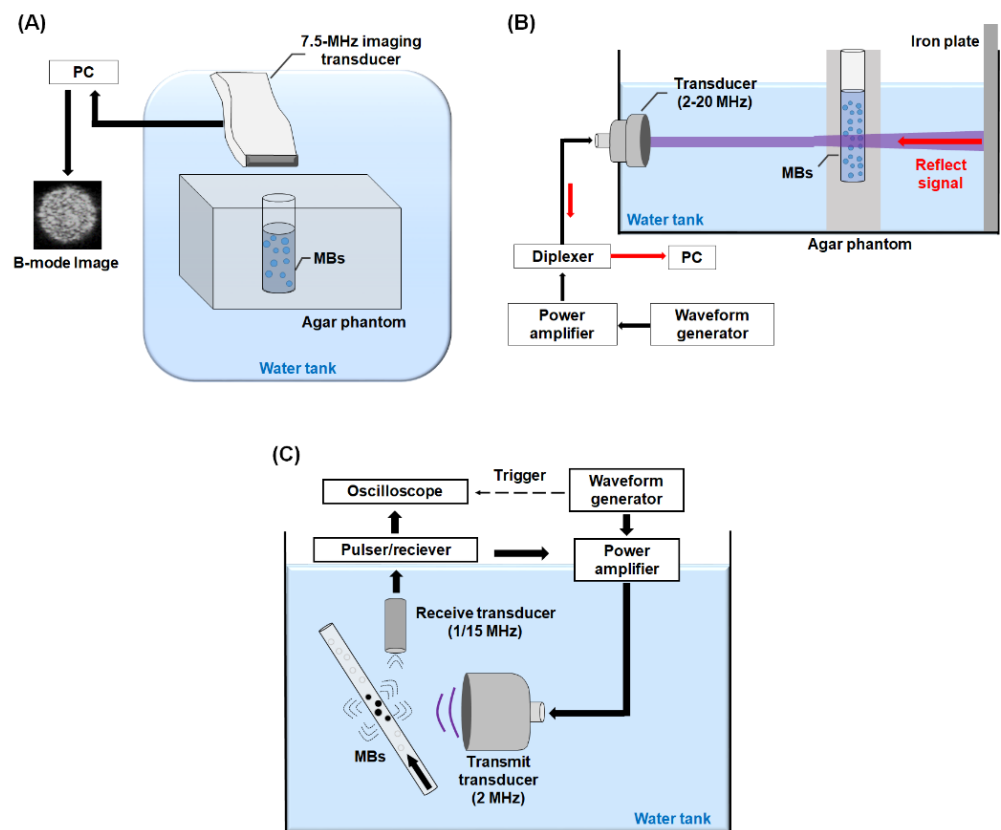 (A)
7.5-MHz imaging
transducer
PC
B-mode Image
MBs
Agar phantom
Water tank
(B)
Iron plate
Transducer
(2-20 MHz)
MBs
Reflect
signal
Water tank
Agar phantom
Diplexer
PC
Power
amplifier
Waveform
generator
(C)
Trigger
Oscilloscope
Waveform
generator
Pulser/reciever
Power
amplifier
Receive transducer
(1/15 MHz)
MBs
Transmit
transducer
(2 MHz)
Water tank